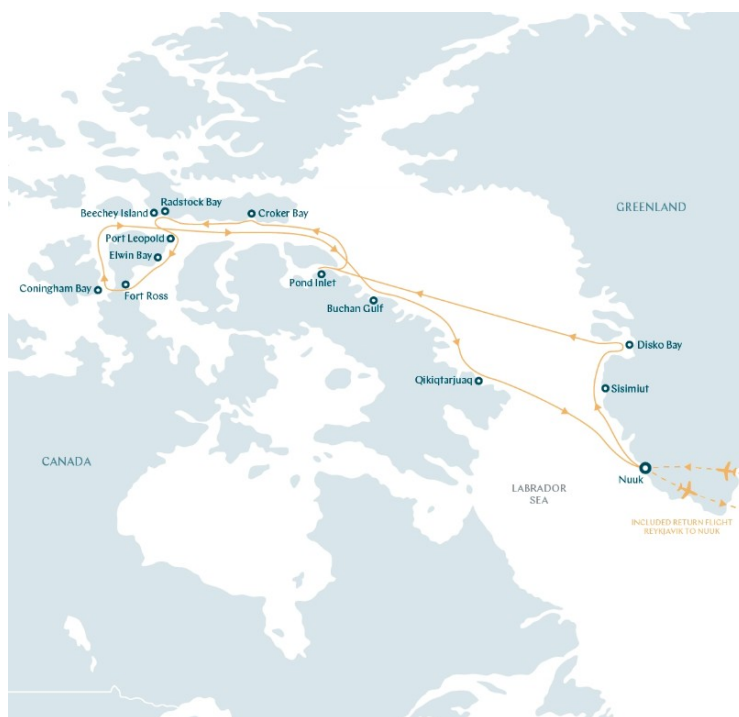 GREENLAND
Radstock Bay
Beechey Island
Croker Bay
Port Leopold
Elwin Bay
Pond Inlet
Coningham Bay
Fort Ross
Buchan Gulf
Disko Bay
Qikiqtarjuaq
Sisimiut
CANADA
Nuuk
LABRADOR
SEA
INCLUDED RETURN FLIGHT
REYKJAVIK TO NUUK